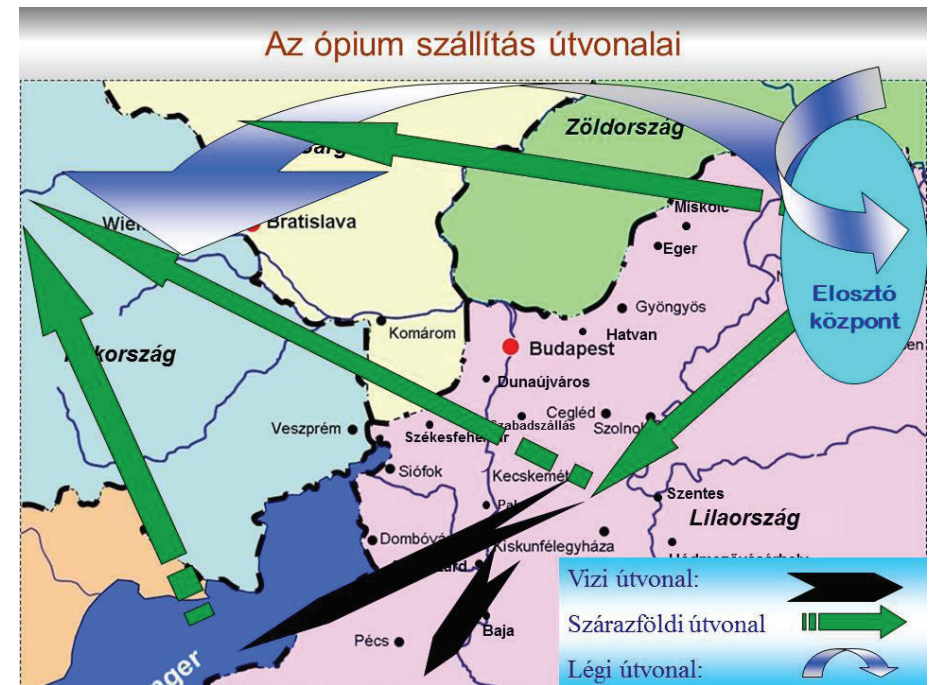 Az ópium szállítás útvonalai
Zöldország
Miskolc
Bratislava
Eger
Elosztó
központ
Gyöngyös
Komárom
Hatvan
Budapest
Dunaújváros
Cegléd
Szabadszállás
Veszprém
Szolnok
Siófok
Kecskemét
Szentes
Lilaország
Kiskunfélegyháza
Vizi útvonal:
Szárazföldi útvonal
Baja
Pécs
Légi útvonal: